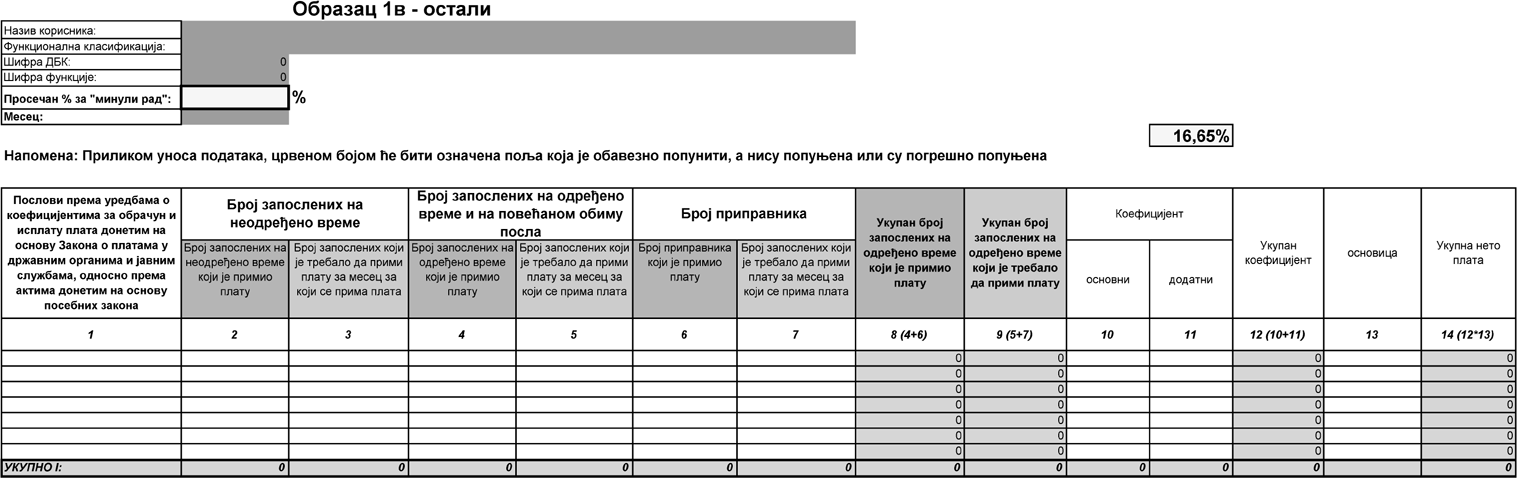 Образац 1в - остали
Назив корисника:
Функционална класификација:
Шифра ДБК: 0
Шифра функције: 0
Просечан % за "минули рад": %
Месец:
16,65%
Напомена: Приликом уноса података, црвеном бојом ће бити означена поља која је обавезно попунити, а нису попуњена или су погрешно попуњена
Послови према уредбама о
коефицијентима за обрачун и
исплату плата донетим на
основу Закона о платама у
државним органима и јавним
службама, односно према
актима донетим на основу
посебних закона
Број запослених на
неодређено време
Број запослених на одређено
време и на повећаном обиму
посла
Број приправника
Број запослених на
неодређено време
који је примио
плату
Број запослених који
је требало да прими
плату за месец за
који се прима плата
Број запослених на
одређено време
који је примио
плату
Број запослених који
је требало да прими
плату за месец за
који се прима плата
Број приправника
који је примио
плату
Број запослених који
је требало да прими
плату за месец за
који се прима плата
Укупан број
запослених на
одређено време
који је примио
плату
Укупан број
запослених на
одређено време
који је требало
да прими плату
Коефицијент
основни
додатни
Укупан
коефицијент
основица
Укупна нето
плата
1 2 3 4 5 6 7 8 (4+6) 9 (5+7) 10 11 12 (10+11) 13 14 (12*13)
0 0 0 0
0 0 0 0
0 0 0 0
0 0 0 0
0 0 0 0
0 0 0 0
0 0 0 0
УКУПНО I: 0 0 0 0 0 0 0 0 0 0 0 0